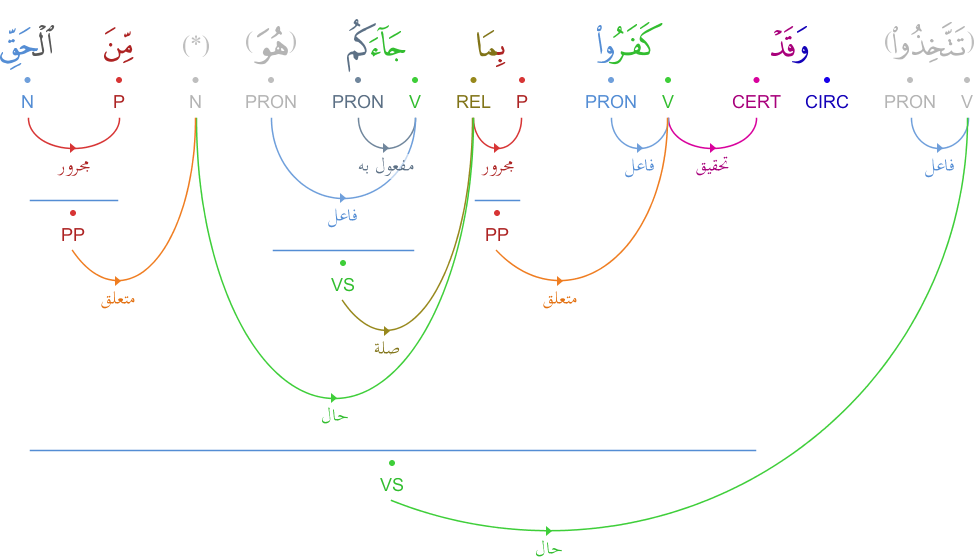 (تَتَّخِذُوا۟) وَقَدْ كَفَرُوا۟ بِمَا جَآءَكُم (هُوَ) (*) مِّنَ ٱلْحَقِّ
V PRON CIRC CERT V PRON P REL V PRON PRON N P N
فاعل تحقيق فاعل مجرور مفعول به مجرور
فاعل
PP PP
VS
متعلق متعلق
صلة
حال
VS
حال